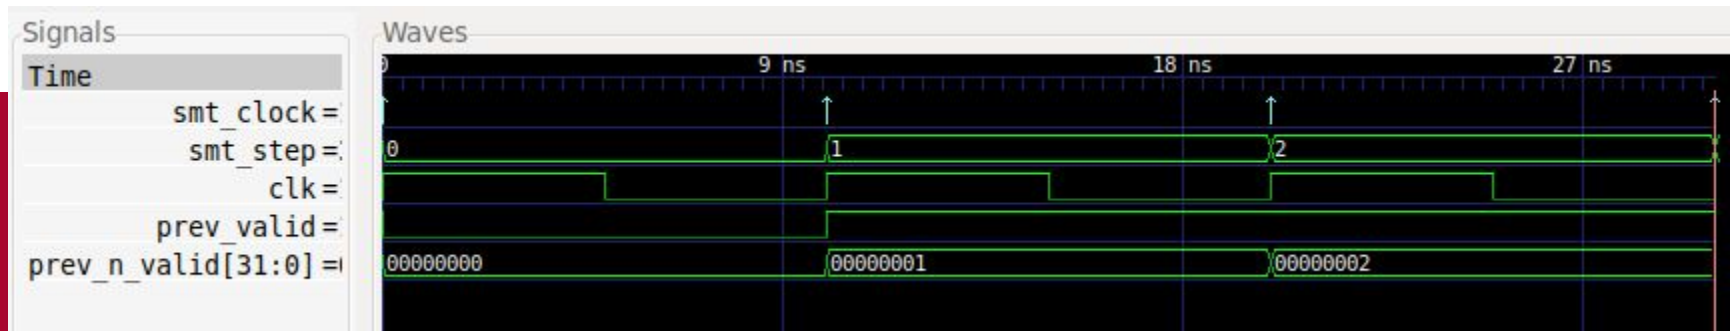 Signals
Waves
Time
0
9 ns
18 ns
27 ns
smt_clock =
smt_step =
0
1
2
clk =
prev_valid =
prev_n_valid[31:0] =
00000000
00000001
00000002